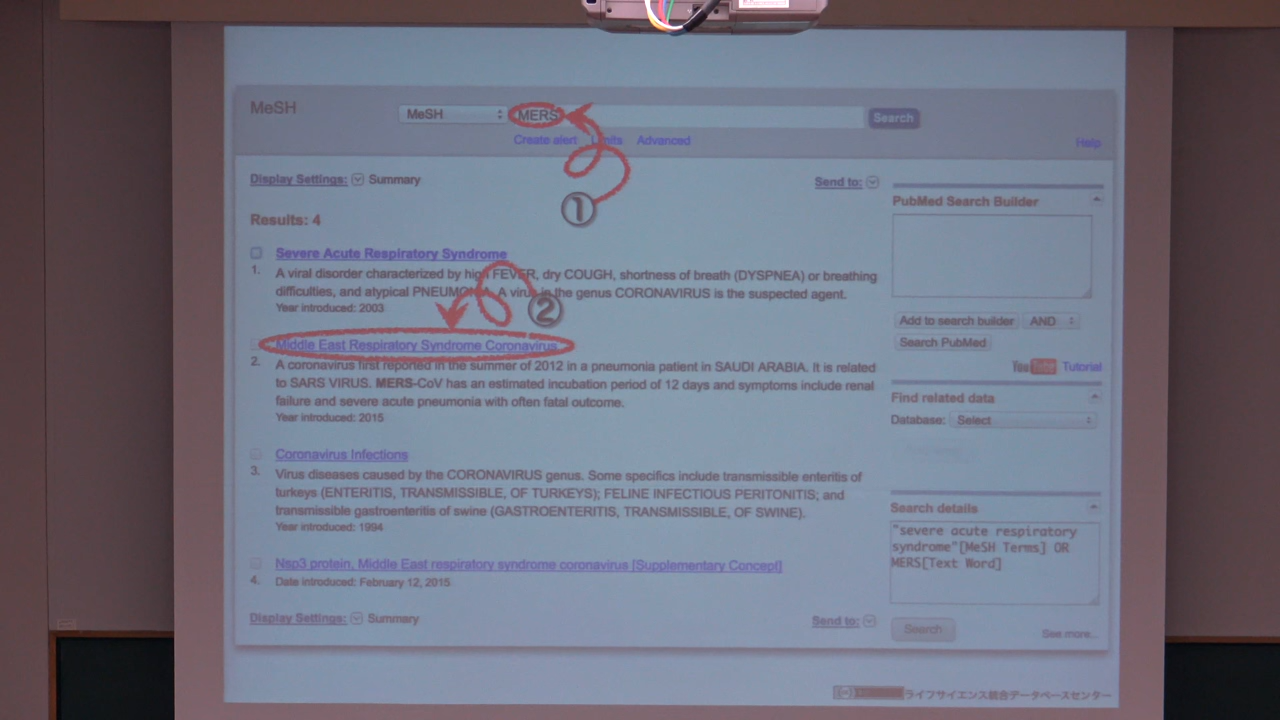 MeSH
MeSH
MERS
Search
Create alert Limits Advanced
Help
Display Settings: Summary
Send to:
①
Results: 4
Severe Acute Respiratory Syndrome
1. A viral disorder characterized by high FEVER, dry COUGH, shortness of breath (DYSPNEA) or breathing
difficulties, and atypical PNEUMONIA. A virus in the genus CORONAVIRUS is the suspected agent.
Year introduced: 2003
②
Middle East Respiratory Syndrome Coronavirus
2. A coronavirus first reported in the summer of 2012 in a pneumonia patient in SAUDI ARABIA. It is related
to SARS VIRUS. MERS-CoV has an estimated incubation period of 12 days and symptoms include renal
failure and severe acute pneumonia with often fatal outcome.
Year introduced: 2015
Coronavirus Infections
3. Virus diseases caused by the CORONAVIRUS genus. Some specifics include transmissible enteritis of
turkeys (ENTERITIS, TRANSMISSIBLE, OF TURKEYS); FELINE INFECTIOUS PERITONITIS; and
transmissible gastroenteritis of swine (GASTROENTERITIS, TRANSMISSIBLE, OF SWINE).
Year introduced: 1994
Nsp3 protein, Middle East respiratory syndrome coronavirus [Supplementary Concept]
4. Date introduced: February 12, 2015
Display Settings: Summary
Send to:
PubMed Search Builder
Add to search builder AND
Search PubMed
YouTube Tutorial
Find related data
Database: Select
Search details
"severe acute respiratory
syndrome"[MeSH Terms] OR
MERS[Text Word]
Search
See more...
ライフサイエンス統合データベースセンター